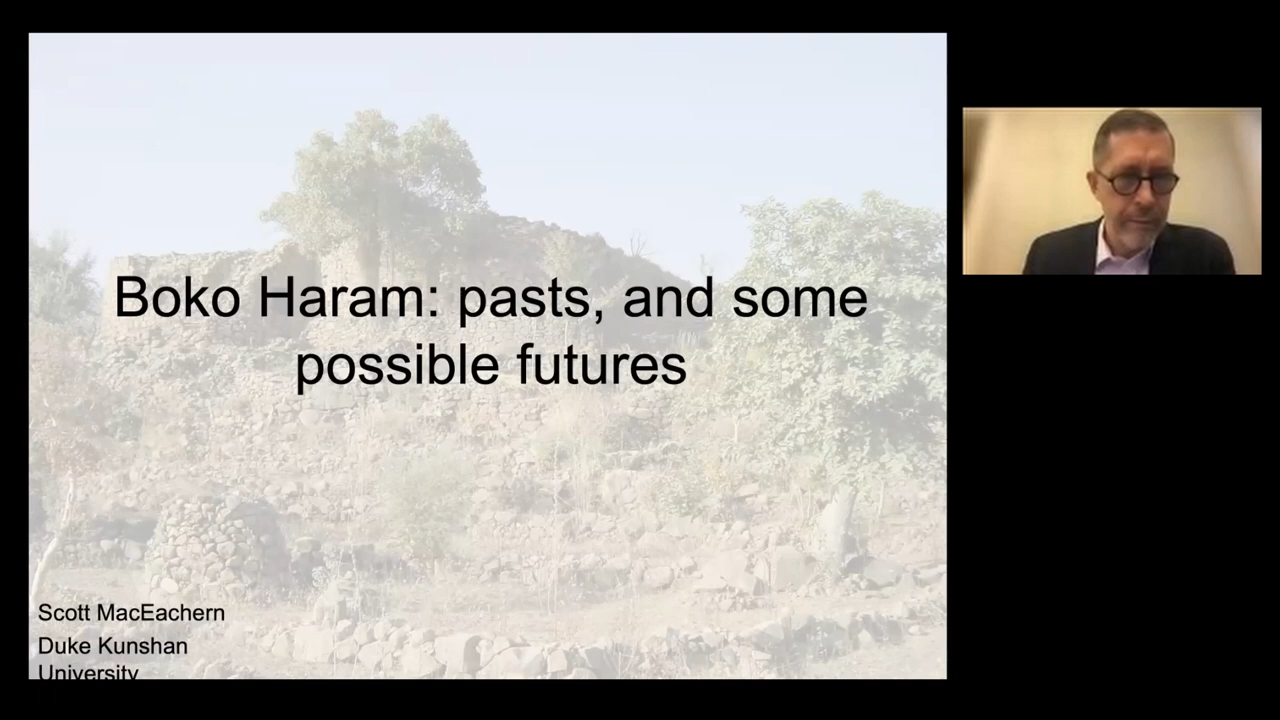 Boko Haram: pasts, and some
possible futures
Scott MacEachern
Duke Kunshan
University